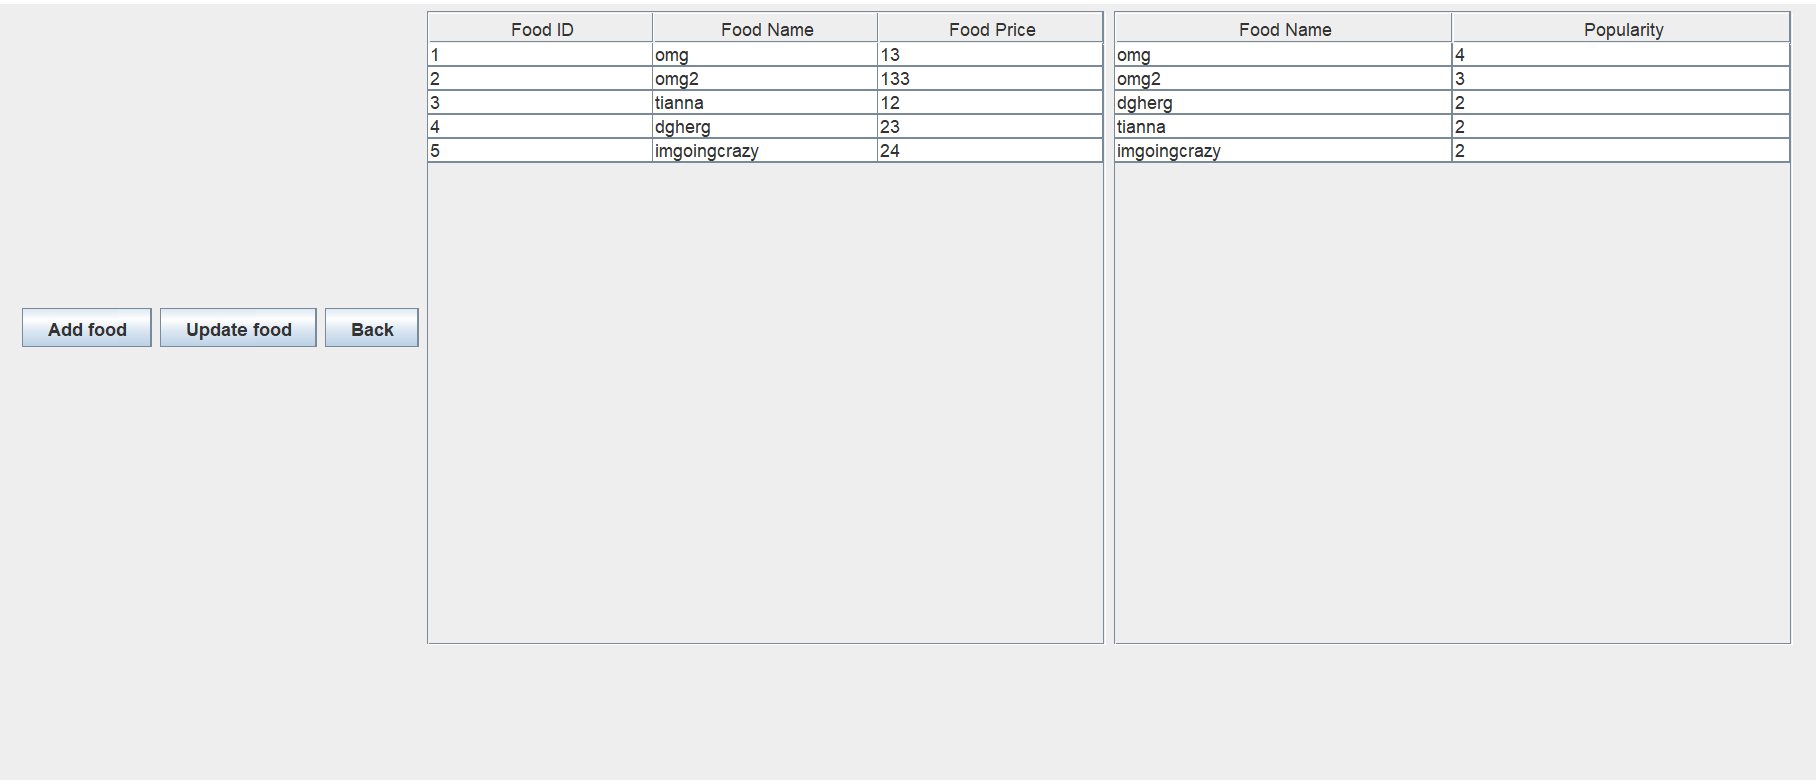 Food ID Food Name Food Price
1 omg 13
2 omg2 133
3 tianna 12
4 dgherg 23
5 imgoingcrazy 24
Food Name Popularity
omg 4
omg2 3
dgherg 2
tianna 2
imgoingcrazy 2
Add food Update food Back